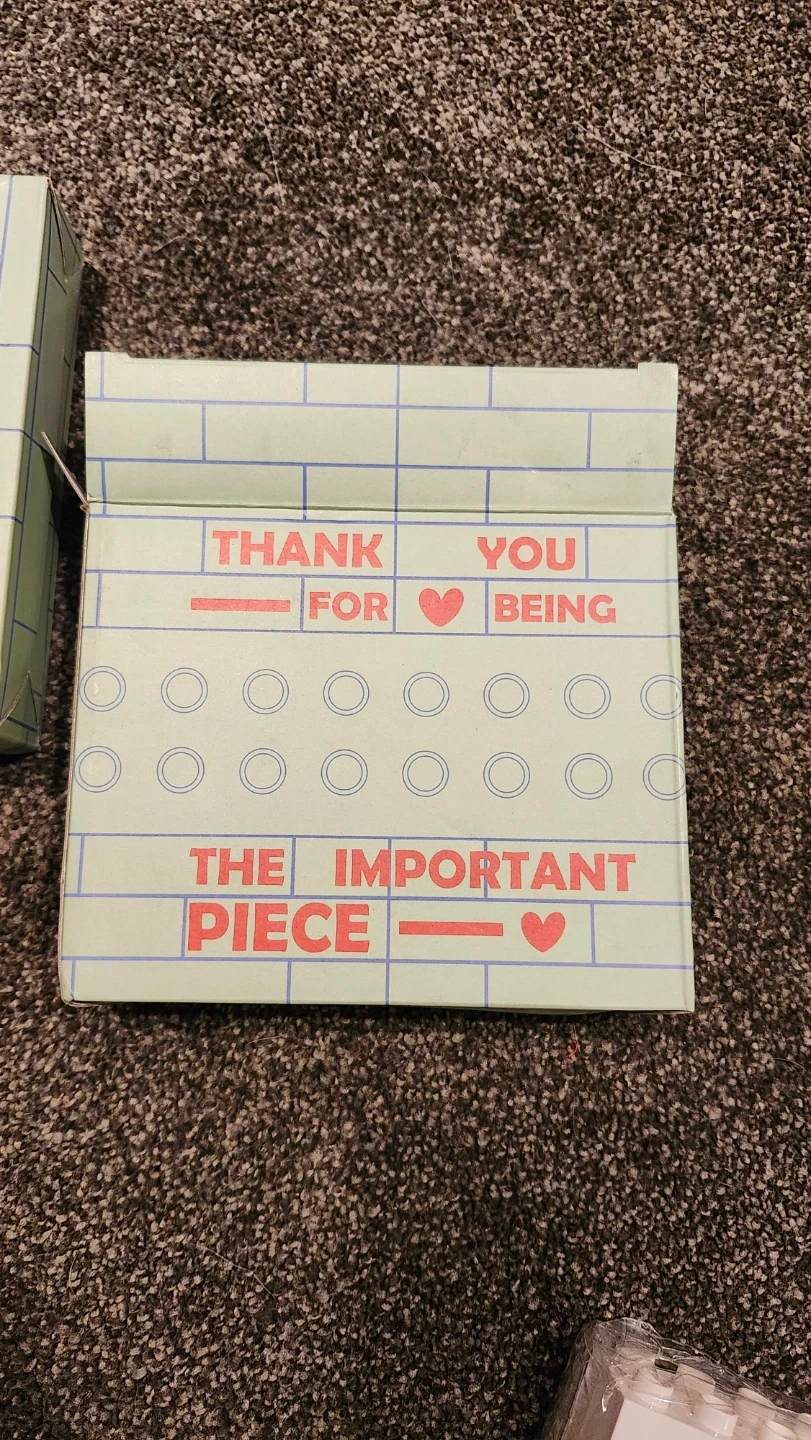 THANK YOU
FOR BEING
THE IMPORTANT
PIECE